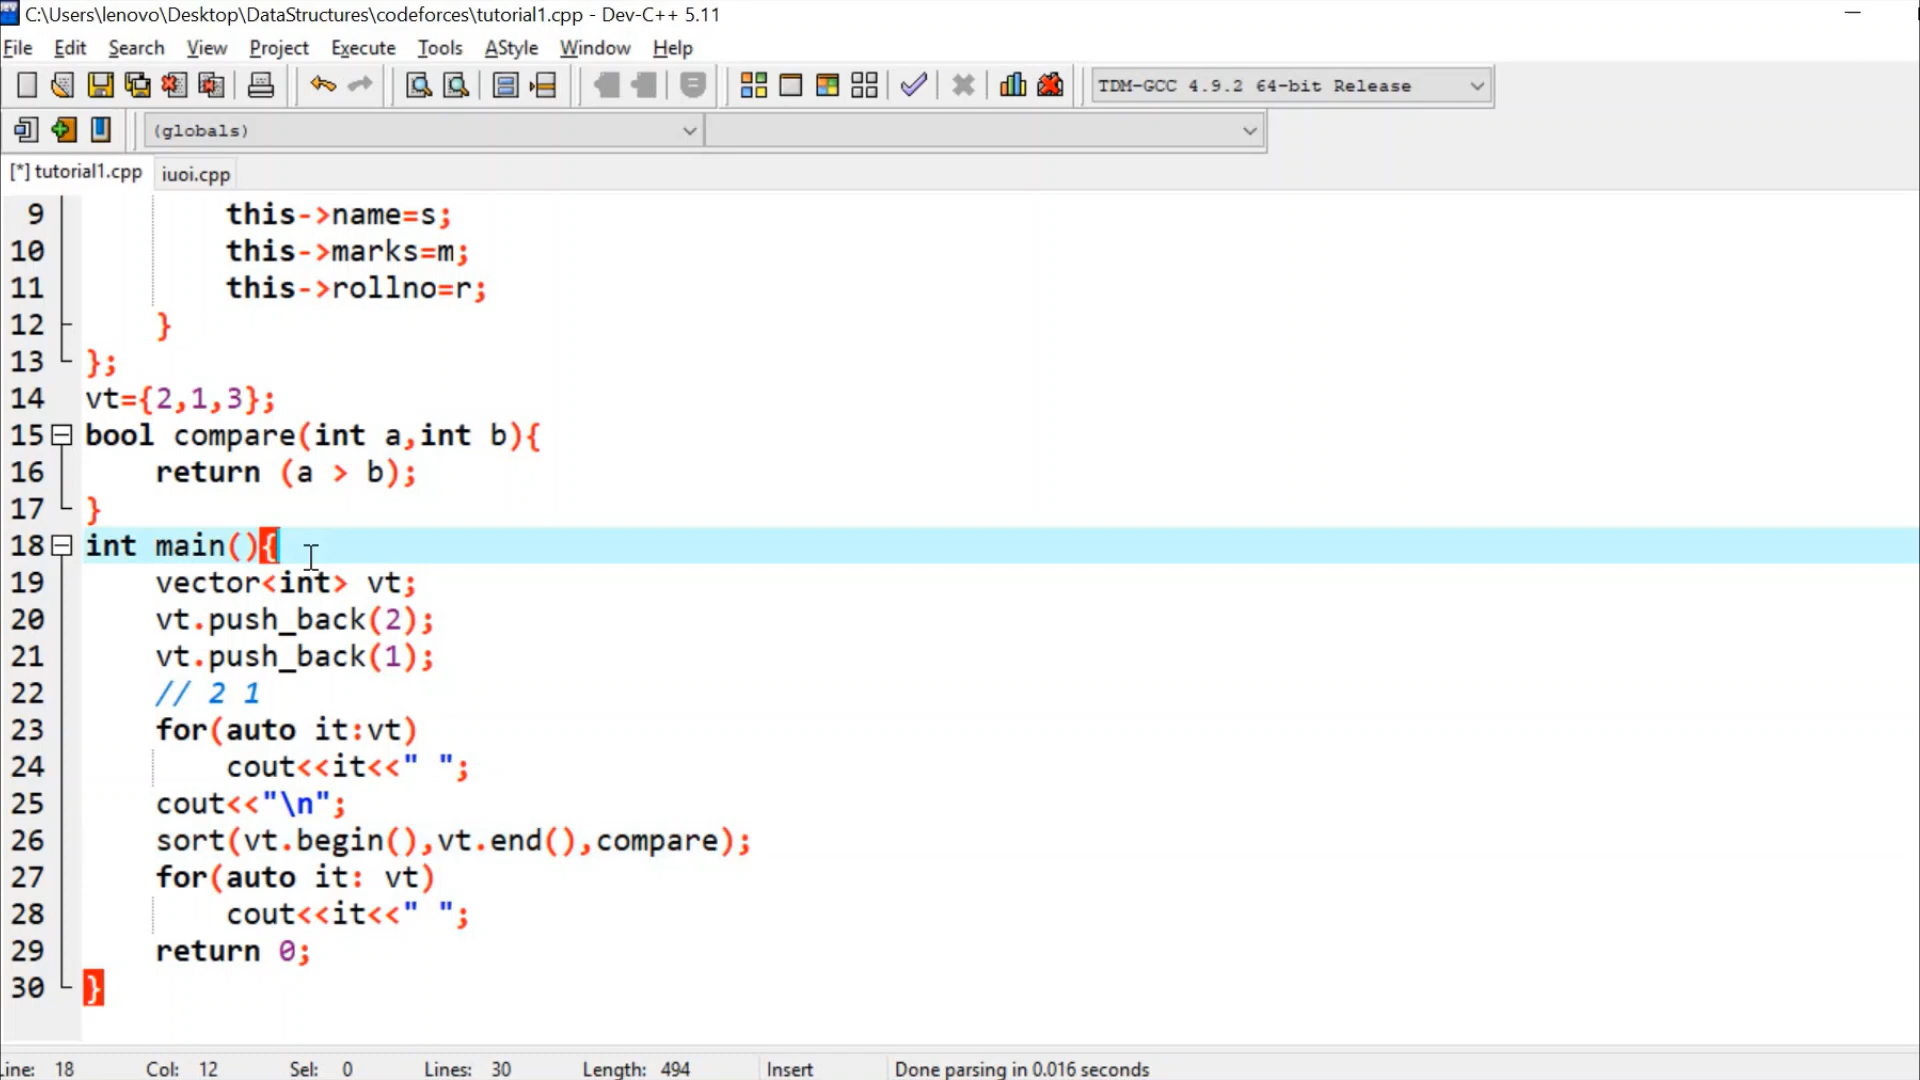 C:\Users\lenovo\Desktop\DataStructures\codeforces\tutorial1.cpp - Dev-C++ 5.11
File Edit Search View Project Execute Tools AStyle Window Help
TDM-GCC 4.9.2 64-bit Release
(globals)
[*] tutorial1.cpp iuoi.cpp
9 this->name=s;
10 this->marks=m;
11 this->rollno=r;
12 }
13 };
14 vt={2,1,3};
15 bool compare(int a,int b){
16 return (a > b);
17 }
18 int main(){
19 vector<int> vt;
20 vt.push_back(2);
21 vt.push_back(1);
22 // 2 1
23 for(auto it:vt)
24 cout<<it<<" ";
25 cout<<"\n";
26 sort(vt.begin(),vt.end(),compare);
27 for(auto it: vt)
28 cout<<it<<" ";
29 return 0;
30 }
Line: 18 Col: 12 Sel: 0 Lines: 30 Length: 494 Insert Done parsing in 0.016 seconds